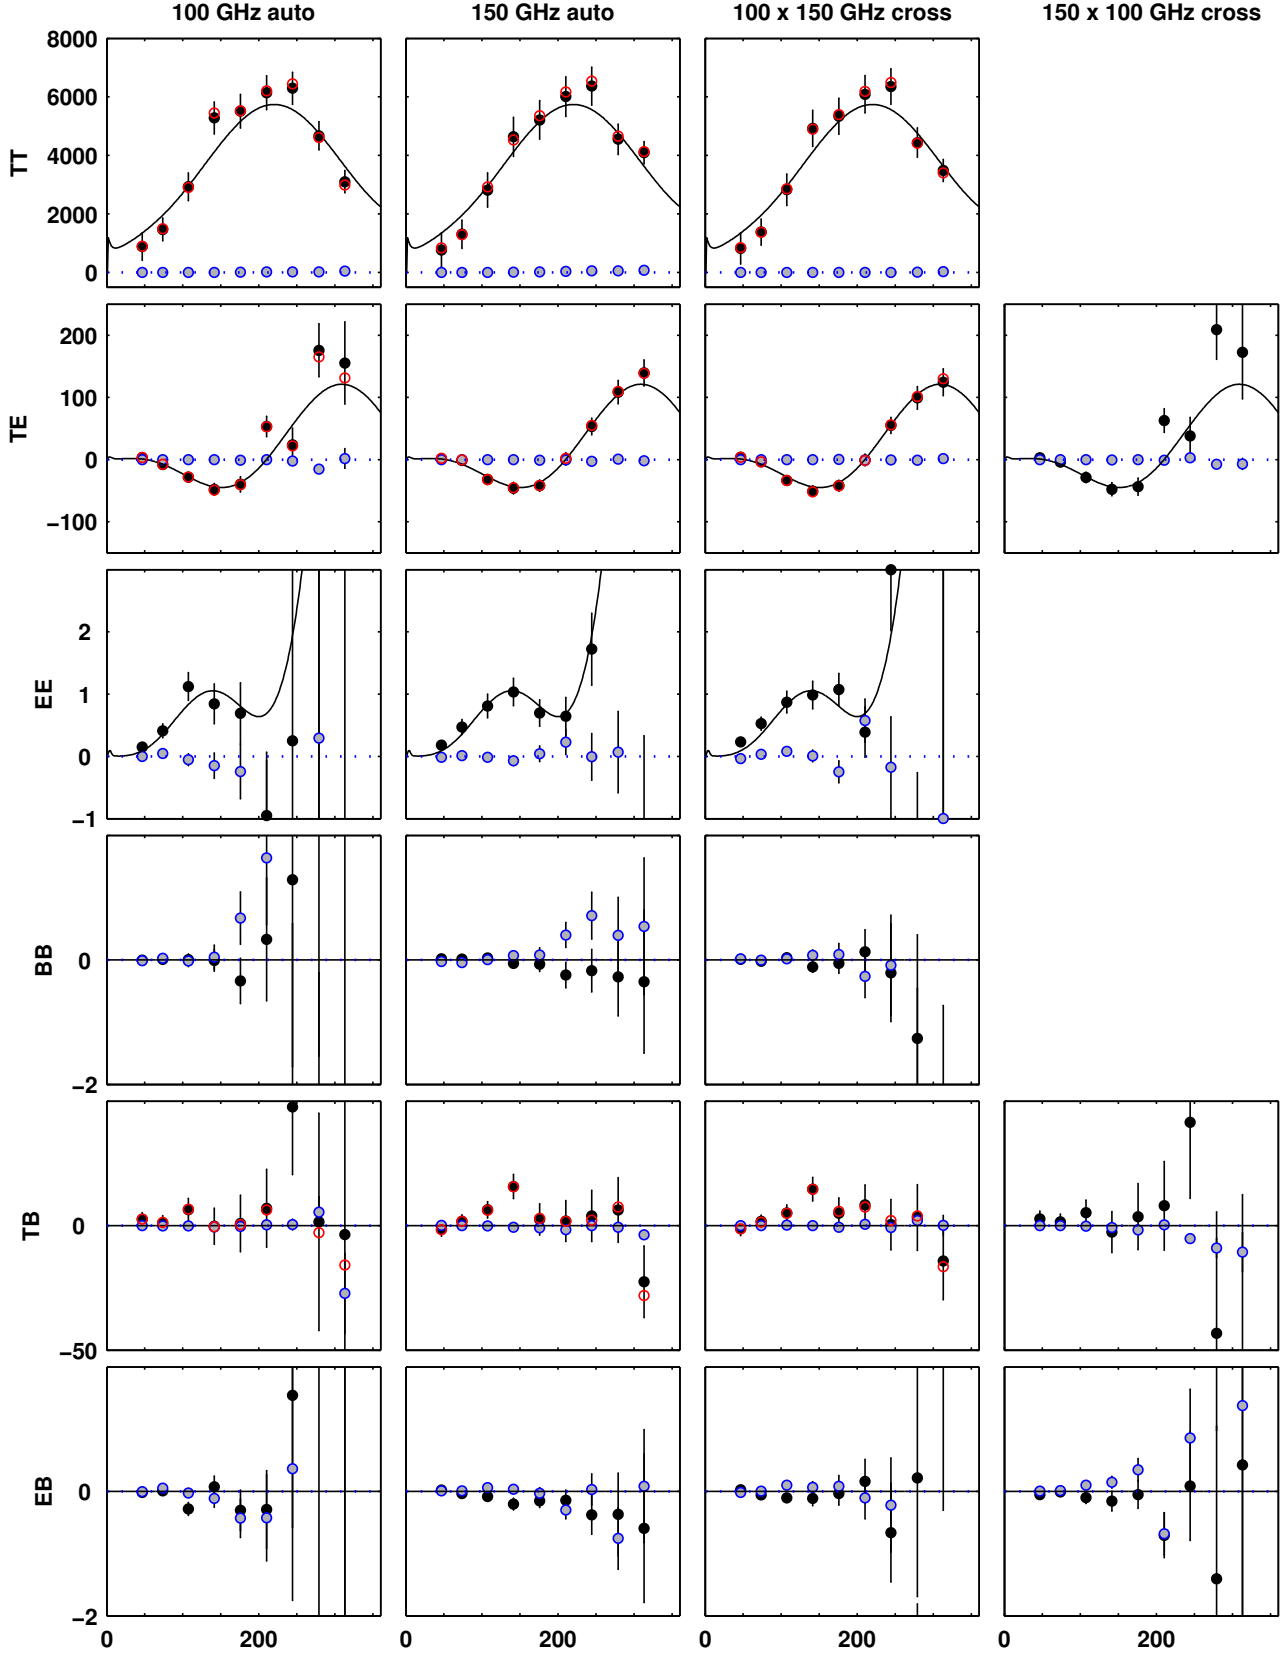 100 GHz auto 150 GHz auto 100 x 150 GHz cross 150 x 100 GHz cross
TT
8000
6000
4000
2000
0
TE
200
100
0
−100
EE
2
1
0
−1
BB
0
−2
TB
0
−50
EB
0
−2
0 200 0 200 0 200 0 200